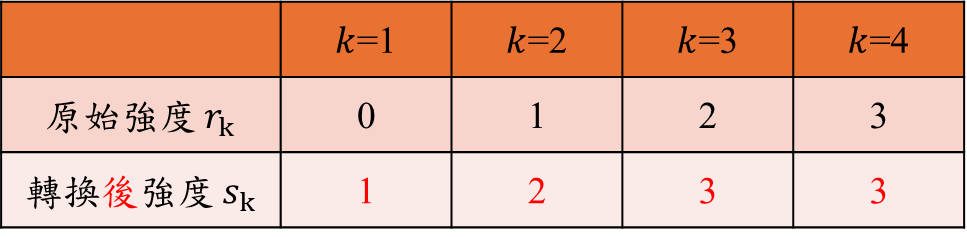 k=1 k=2 k=3 k=4
原始強度 rk 0 1 2 3
轉換後強度 sk 1 2 3 3